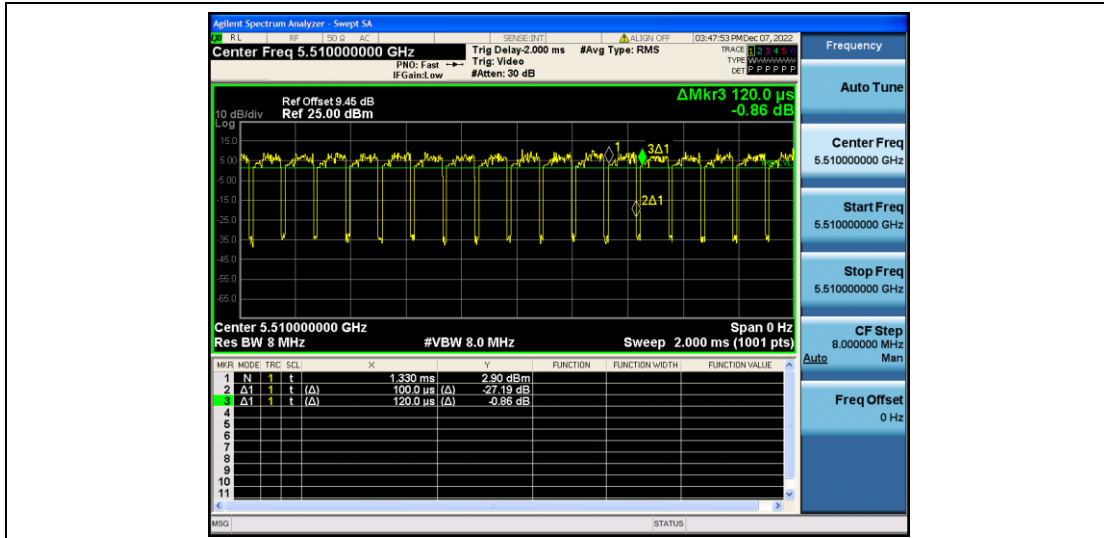 Agilent Spectrum Analyzer - Swept SA
RL RF 50 Ω AC SENSE:INT ALIGN OFF 03:47:53 PM Dec 07, 2022
Center Freq 5.510000000 GHz Trig Delay-2.000 ms #Avg Type: RMS TRACE 1 2 3 4 5 6
PNO: Fast Trig: Video TYPE WWWWWW
IFGain:Low #Atten: 30 dB DET P P P P P P
ΔMkr3 120.0 µs
-0.86 dB
Ref Offset 9.45 dB
10 dB/div Ref 25.00 dBm
Log
15.0
5.00
-5.00
-15.0
-25.0
-35.0
-45.0
-55.0
-65.0
1
3Δ1
2Δ1
Center 5.510000000 GHz Span 0 Hz
Res BW 8 MHz #VBW 8.0 MHz Sweep 2.000 ms (1001 pts)
MKR MODE TRC SCL X Y FUNCTION FUNCTION WIDTH FUNCTION VALUE
1 N 1 t 1.330 ms 2.90 dBm
2 Δ1 1 t (Δ) 100.0 µs (Δ) -27.19 dB
3 Δ1 1 t (Δ) 120.0 µs (Δ) -0.86 dB
4
5
6
7
8
9
10
11
MSG STATUS
Frequency
Auto Tune
Center Freq
5.510000000 GHz
Start Freq
5.510000000 GHz
Stop Freq
5.510000000 GHz
CF Step
8.000000 MHz
Auto Man
Freq Offset
0 Hz